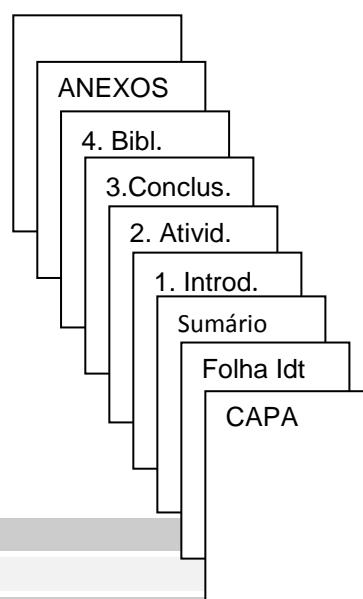 ANEXOS
4. Bibl.
3.Conclus.
2. Ativid.
1. Introd.
Sumário
Folha Idt
CAPA